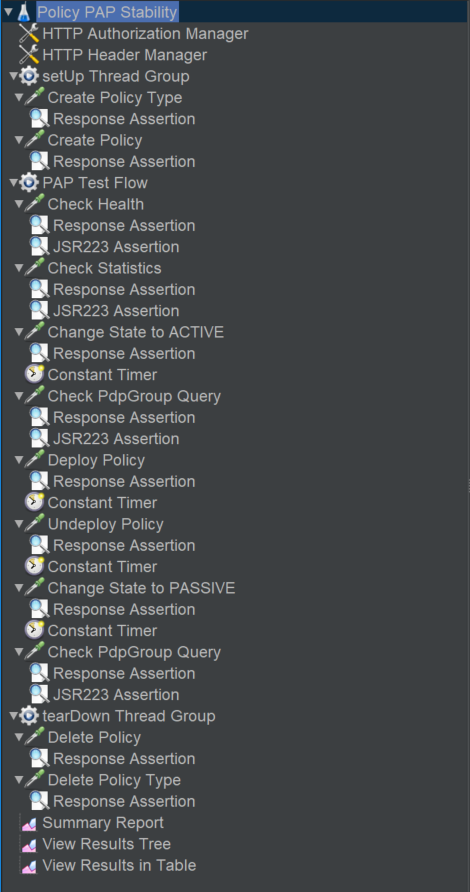 Policy PAP Stability
HTTP Authorization Manager
HTTP Header Manager
setUp Thread Group
Create Policy Type
Response Assertion
Create Policy
Response Assertion
PAP Test Flow
Check Health
Response Assertion
JSR223 Assertion
Check Statistics
Response Assertion
JSR223 Assertion
Change State to ACTIVE
Response Assertion
Constant Timer
Check PdpGroup Query
Response Assertion
JSR223 Assertion
Deploy Policy
Response Assertion
Constant Timer
Undeploy Policy
Response Assertion
Constant Timer
Change State to PASSIVE
Response Assertion
Constant Timer
Check PdpGroup Query
Response Assertion
JSR223 Assertion
tearDown Thread Group
Delete Policy
Response Assertion
Delete Policy Type
Response Assertion
Summary Report
View Results Tree
View Results in Table